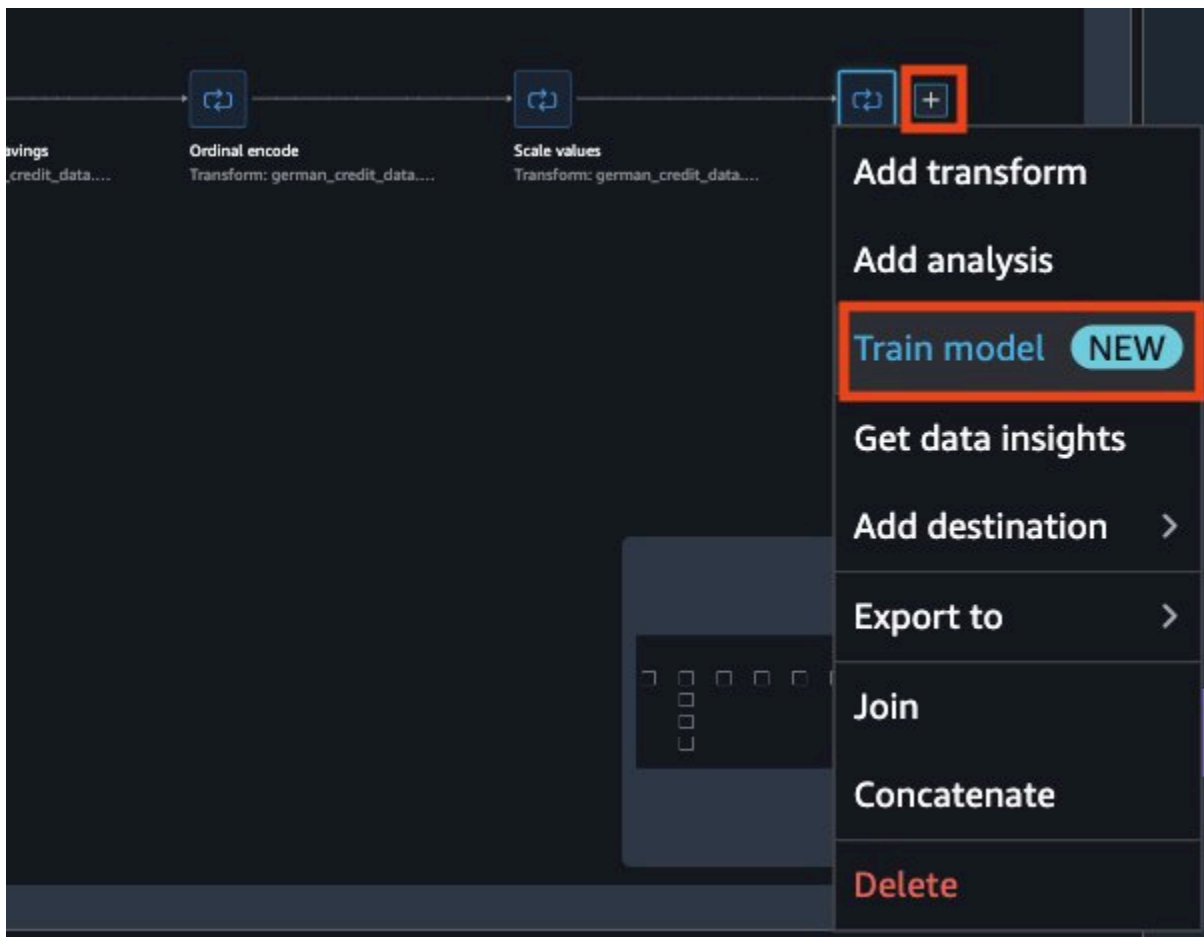 avings
_credit_data....
Ordinal encode
Transform: german_credit_data....
Scale values
Transform: german_credit_data....
Add transform
Add analysis
Train model NEW
Get data insights
Add destination >
Export to >
Join
Concatenate
Delete